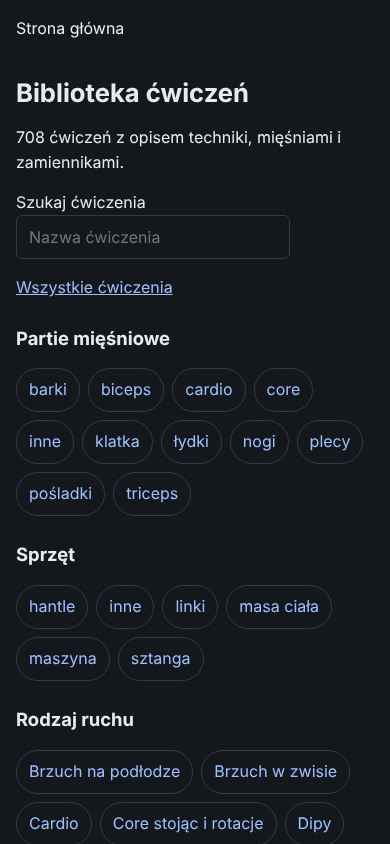 Strona główna
Biblioteka ćwiczeń
708 ćwiczeń z opisem techniki, mięśniami i
zamiennikami.
Szukaj ćwiczenia
Nazwa ćwiczenia
Wszystkie ćwiczenia
Partie mięśniowe
barki biceps cardio core
inne klatka łydki nogi plecy
pośladki triceps
Sprzęt
hantle inne linki masa ciała
maszyna sztanga
Rodzaj ruchu
Brzuch na podłodze Brzuch w zwisie
Cardio Core stojąc i rotacje Dipy